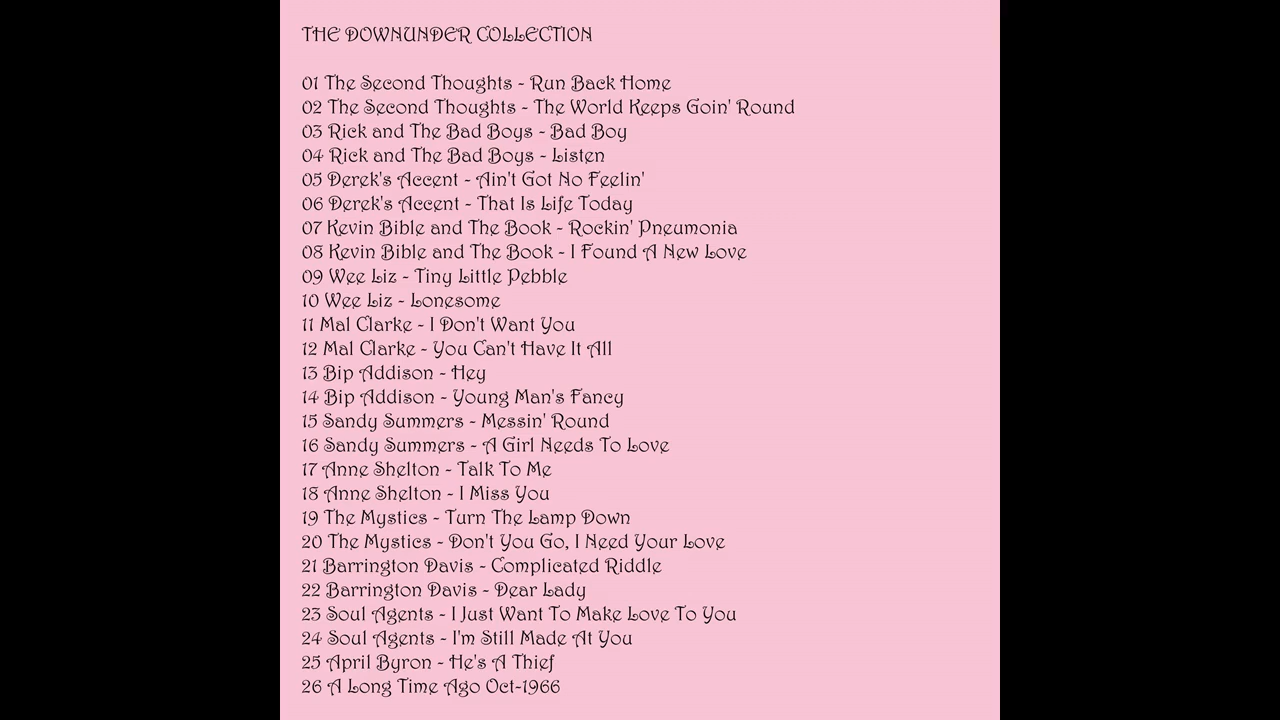 THE DOWNUNDER COLLECTION
01 The Second Thoughts - Run Back Home
02 The Second Thoughts - The World Keeps Goin' Round
03 Rick and The Bad Boys - Bad Boy
04 Rick and The Bad Boys - Listen
05 Derek's Accent - Ain't Got No Feelin'
06 Derek's Accent - That Is Life Today
07 Kevin Bible and The Book - Rockin' Pneumonia
08 Kevin Bible and The Book - I Found A New Love
09 Wee Liz - Tiny Little Pebble
10 Wee Liz - Lonesome
11 Mal Clarke - I Don't Want You
12 Mal Clarke - You Can't Have It All
13 Bip Addison - Hey
14 Bip Addison - Young Man's Fancy
15 Sandy Summers - Messin' Round
16 Sandy Summers - A Girl Needs To Love
17 Anne Shelton - Talk To Me
18 Anne Shelton - I Miss You
19 The Mystics - Turn The Lamp Down
20 The Mystics - Don't You Go, I Need Your Love
21 Barrington Davis - Complicated Riddle
22 Barrington Davis - Dear Lady
23 Soul Agents - I Just Want To Make Love To You
24 Soul Agents - I'm Still Made At You
25 April Byron - He's A Thief
26 A Long Time Ago Oct-1966